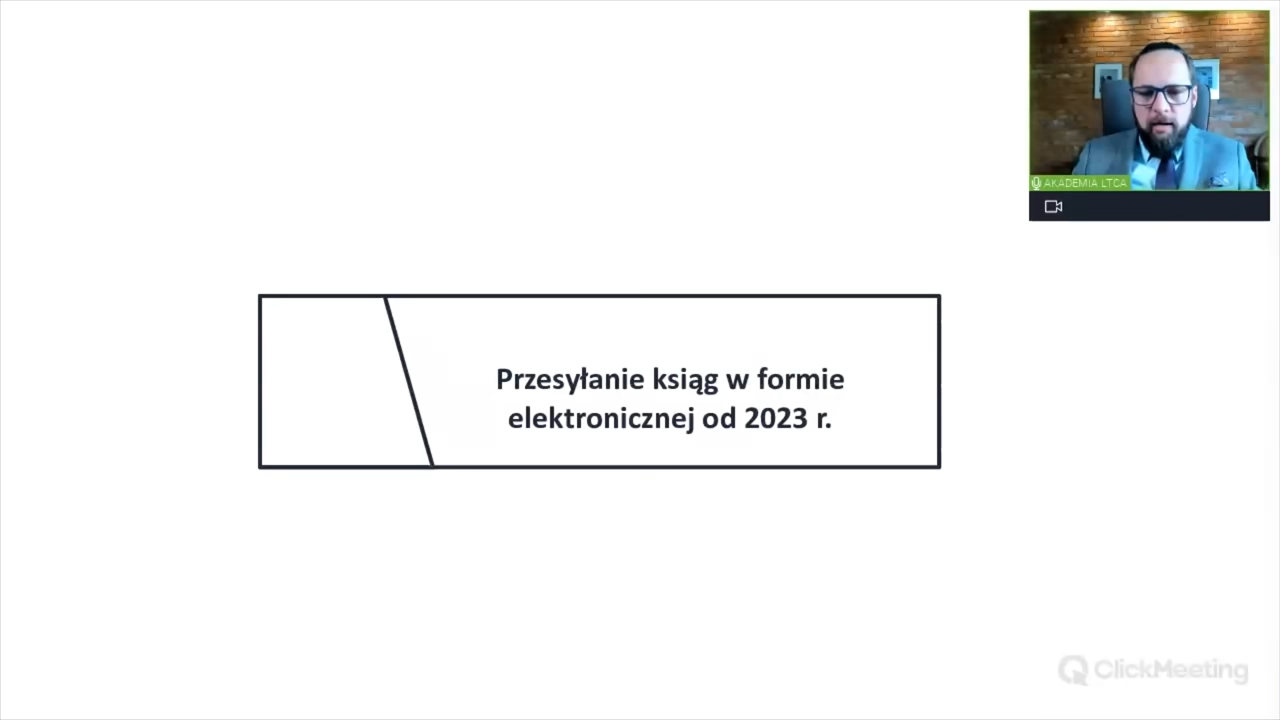 AKADEMIA LTCA
Przesyłanie ksiąg w formie
elektronicznej od 2023 r.
ClickMeeting